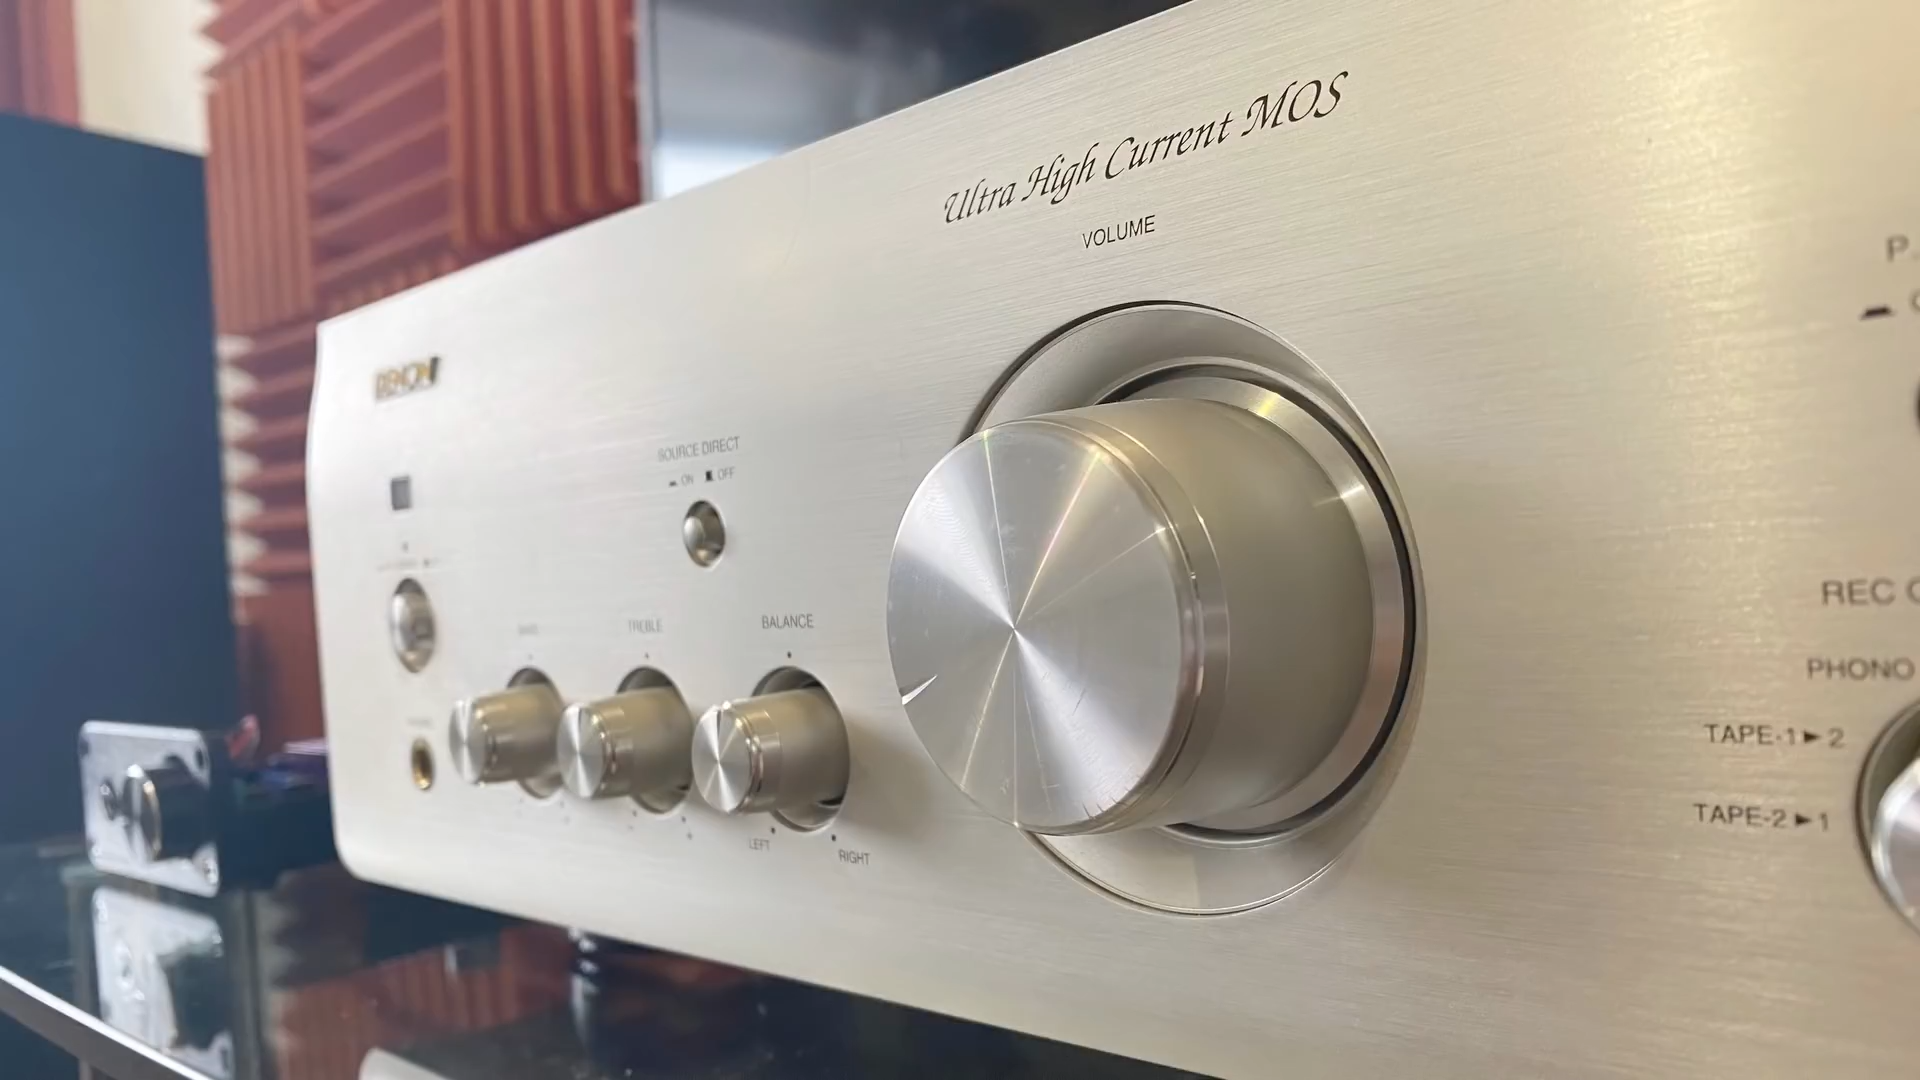 Ultra High Current MOS
VOLUME
DENON
SOURCE DIRECT
ON OFF
BASS
TREBLE
BALANCE
LEFT
RIGHT
REC
PHONO
TAPE-1▶2
TAPE-2▶1